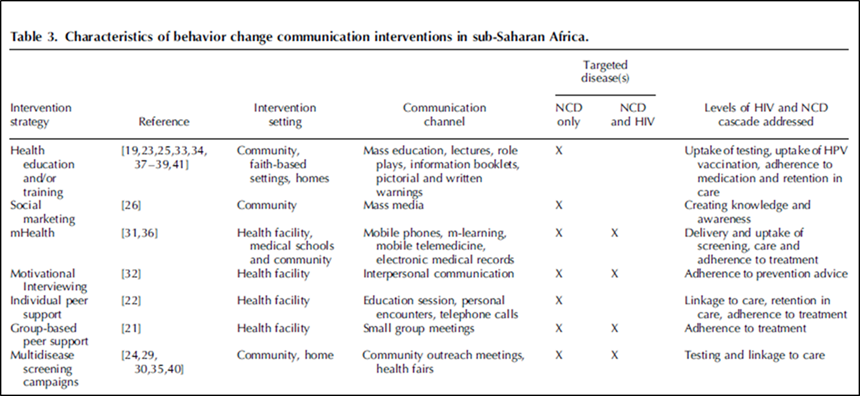 Table 3. Characteristics of behavior change communication interventions in sub-Saharan Africa.
Targeted
disease(s)
Intervention Intervention Communication NCD NCD Levels of HIV and NCD
strategy Reference setting channel only and HIV cascade addressed
Health [19,23,25,33,34, Community, Mass education, lectures, role X Uptake of testing, uptake of HPV
education 37–39,41] faith-based plays, information booklets, vaccination, adherence to
and/or settings, homes pictorial and written medication and retention in
training warnings care
Social [26] Community Mass media X Creating knowledge and
marketing awareness
mHealth [31,36] Health facility, Mobile phones, m-learning, X X Delivery and uptake of
medical schools mobile telemedicine, screening, care and
and community electronic medical records adherence to treatment
Motivational [32] Health facility Interpersonal communication X X Adherence to prevention advice
Interviewing
Individual peer [22] Health facility Education session, personal X Linkage to care, retention in
support encounters, telephone calls care, adherence to treatment
Group-based [21] Health facility Small group meetings X X Adherence to treatment
peer support
Multidisease [24,29, Community, home Community outreach meetings, X X Testing and linkage to care
screening 30,35,40] health fairs
campaigns